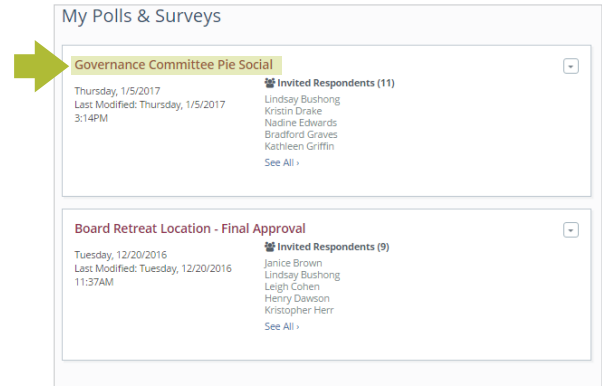 My Polls & Surveys
Governance Committee Pie Social
Thursday, 1/5/2017
Last Modified: Thursday, 1/5/2017
3:14PM
Invited Respondents (11)
Lindsay Bushong
Kristin Drake
Nadine Edwards
Bradford Graves
Kathleen Griffin
See All ›
Board Retreat Location - Final Approval
Tuesday, 12/20/2016
Last Modified: Tuesday, 12/20/2016
11:37AM
Invited Respondents (9)
Janice Brown
Lindsay Bushong
Leigh Cohen
Henry Dawson
Kristopher Herr
See All ›